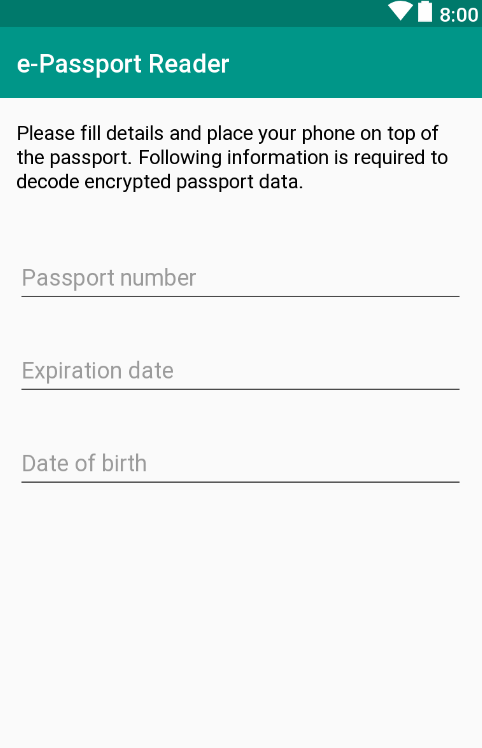 8:00
e-Passport Reader
Please fill details and place your phone on top of
the passport. Following information is required to
decode encrypted passport data.
Passport number
Expiration date
Date of birth